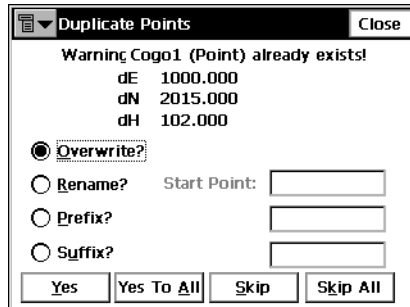 Duplicate Points Close
Warning Cogo1 (Point) already exists!
dE 1000.000
dN 2015.000
dH 102.000
Overwrite?
Rename? Start Point:
Prefix?
Suffix?
Yes Yes To All Skip Skip All